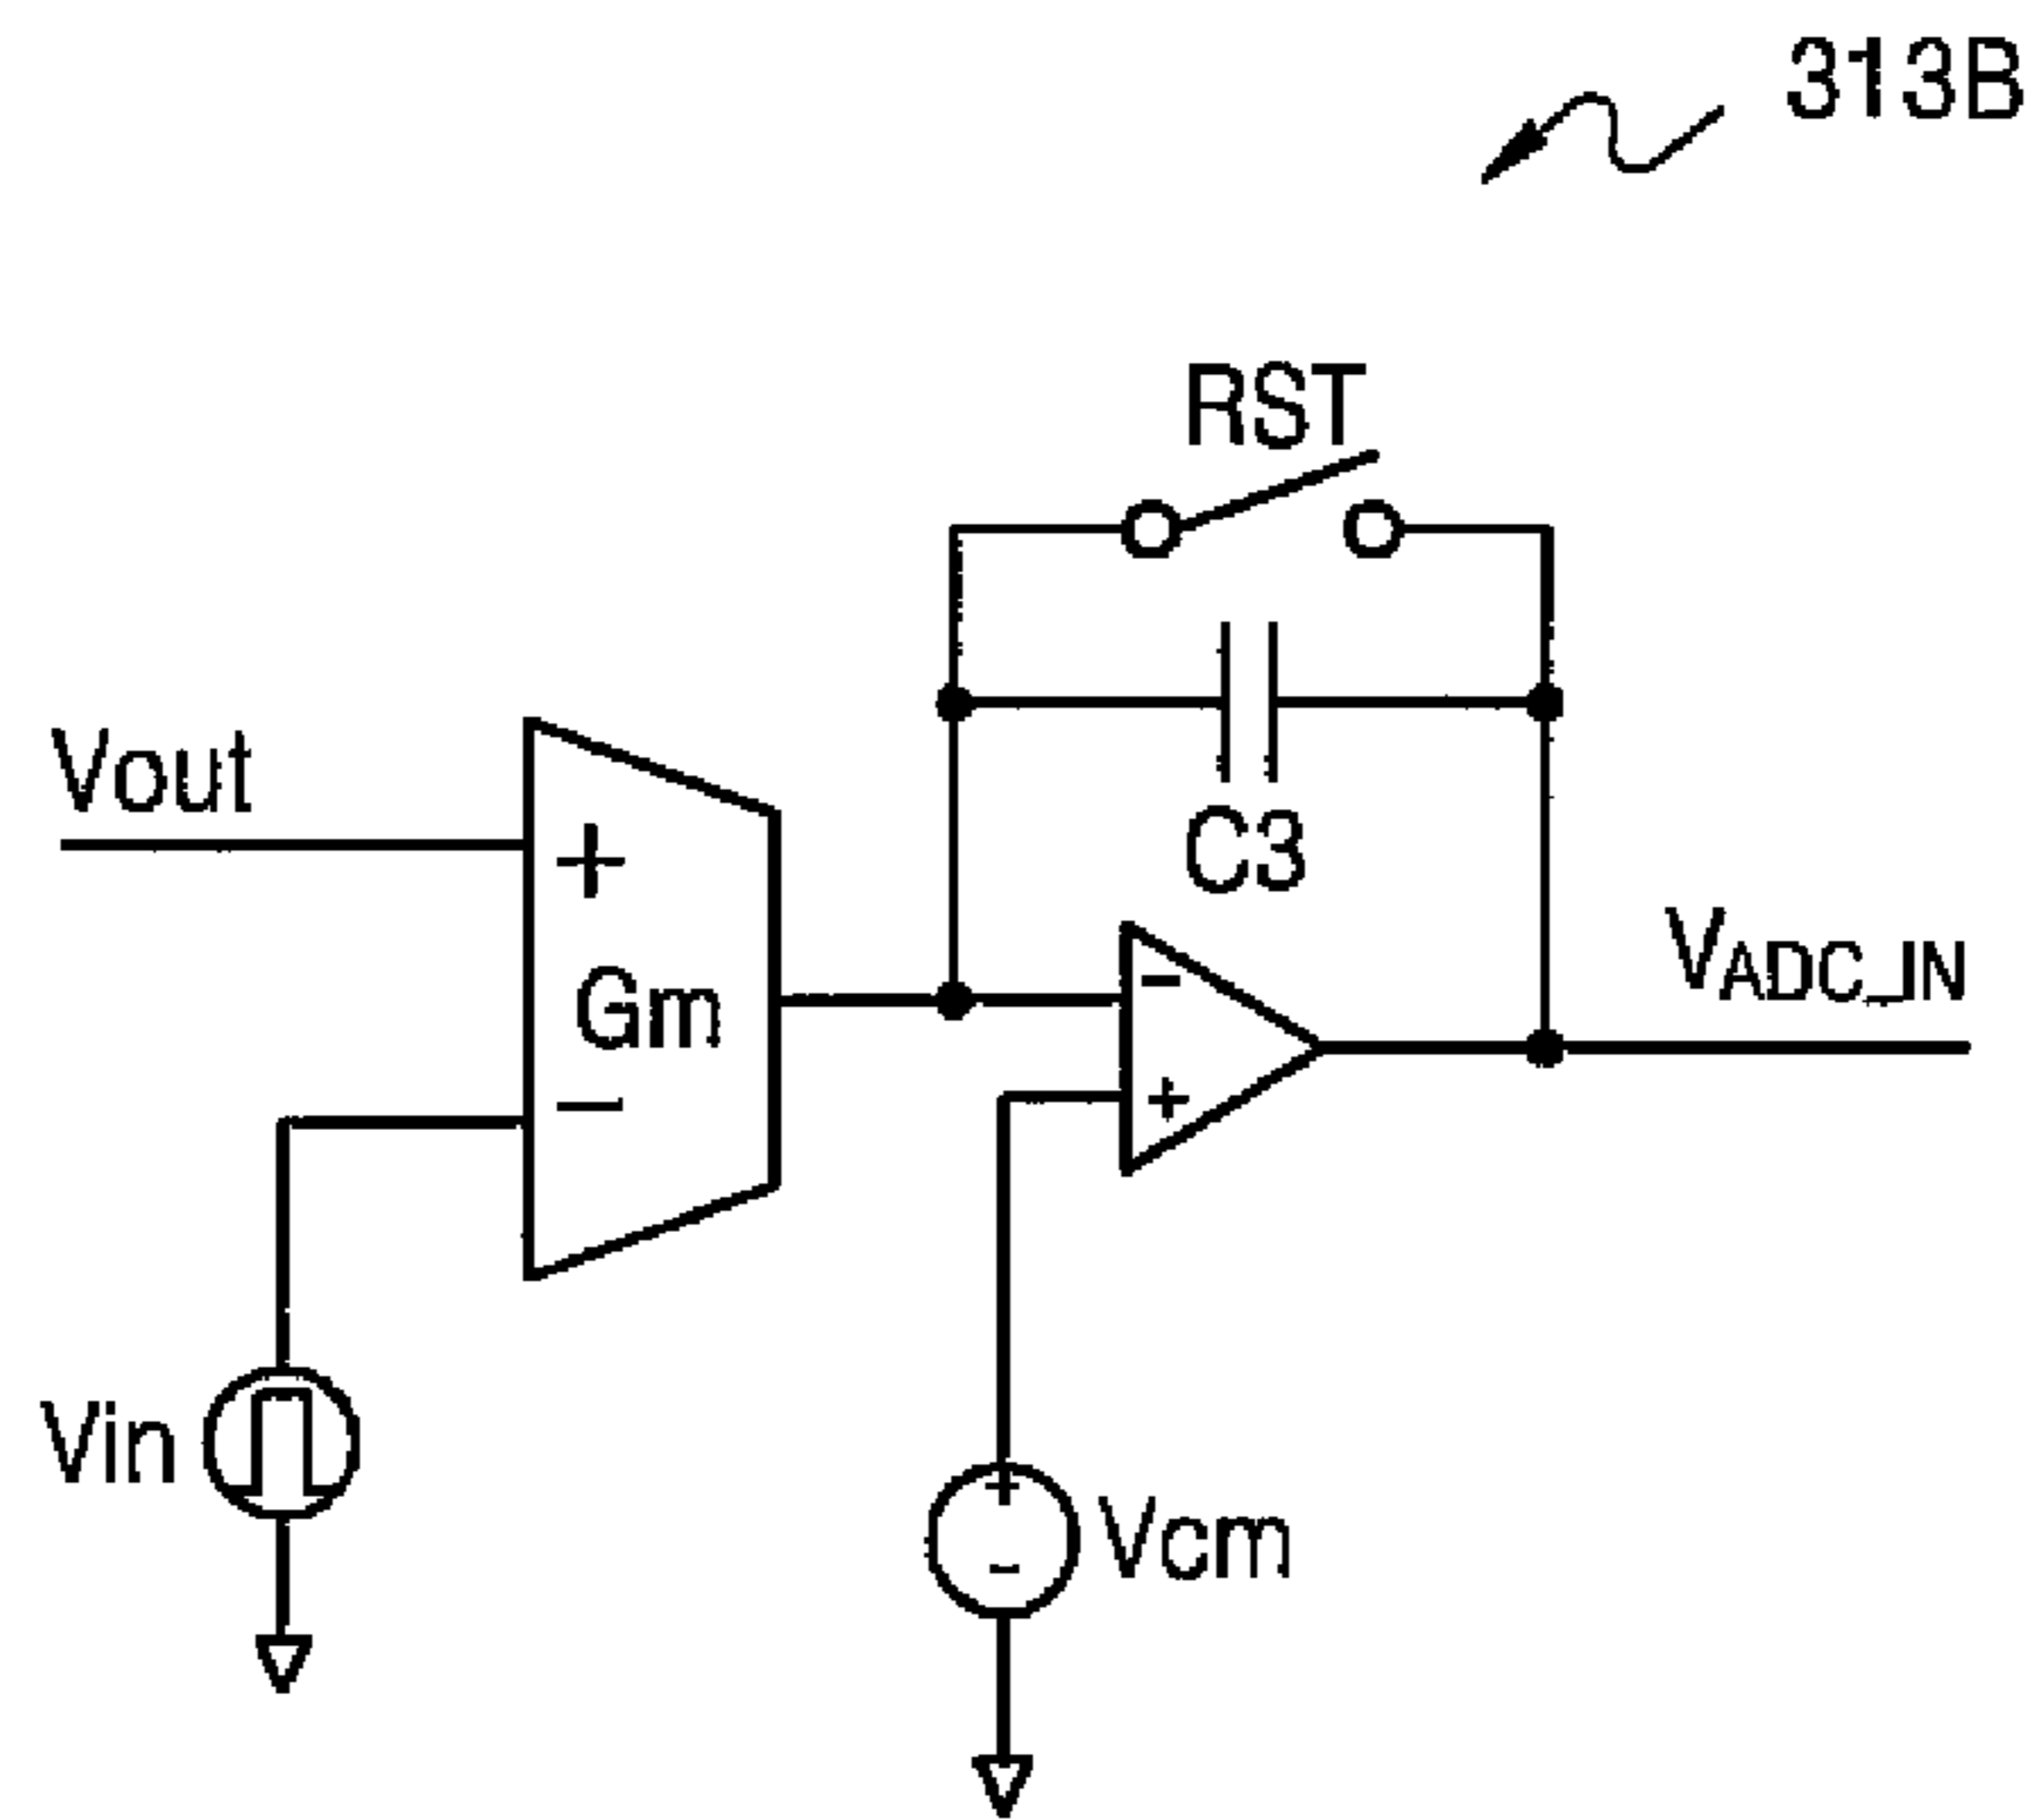 313B
RST
Vout
+
C3
VADC_IN
Gm
-
+
−
Vin
+
Vcm
-